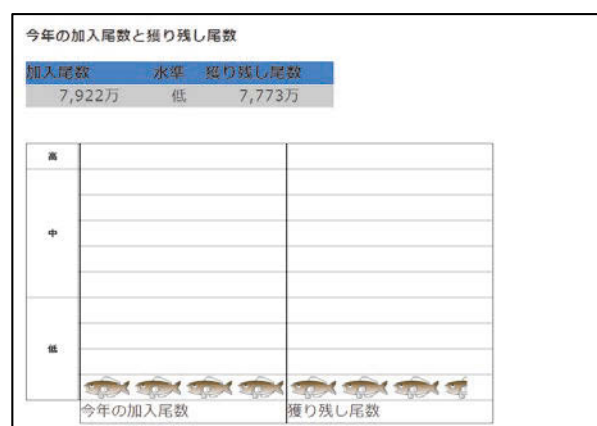 今年の加入尾数と獲り残し尾数
加入尾数 水準 獲り残し尾数
7,922万 低 7,773万
高
中
低
今年の加入尾数 獲り残し尾数